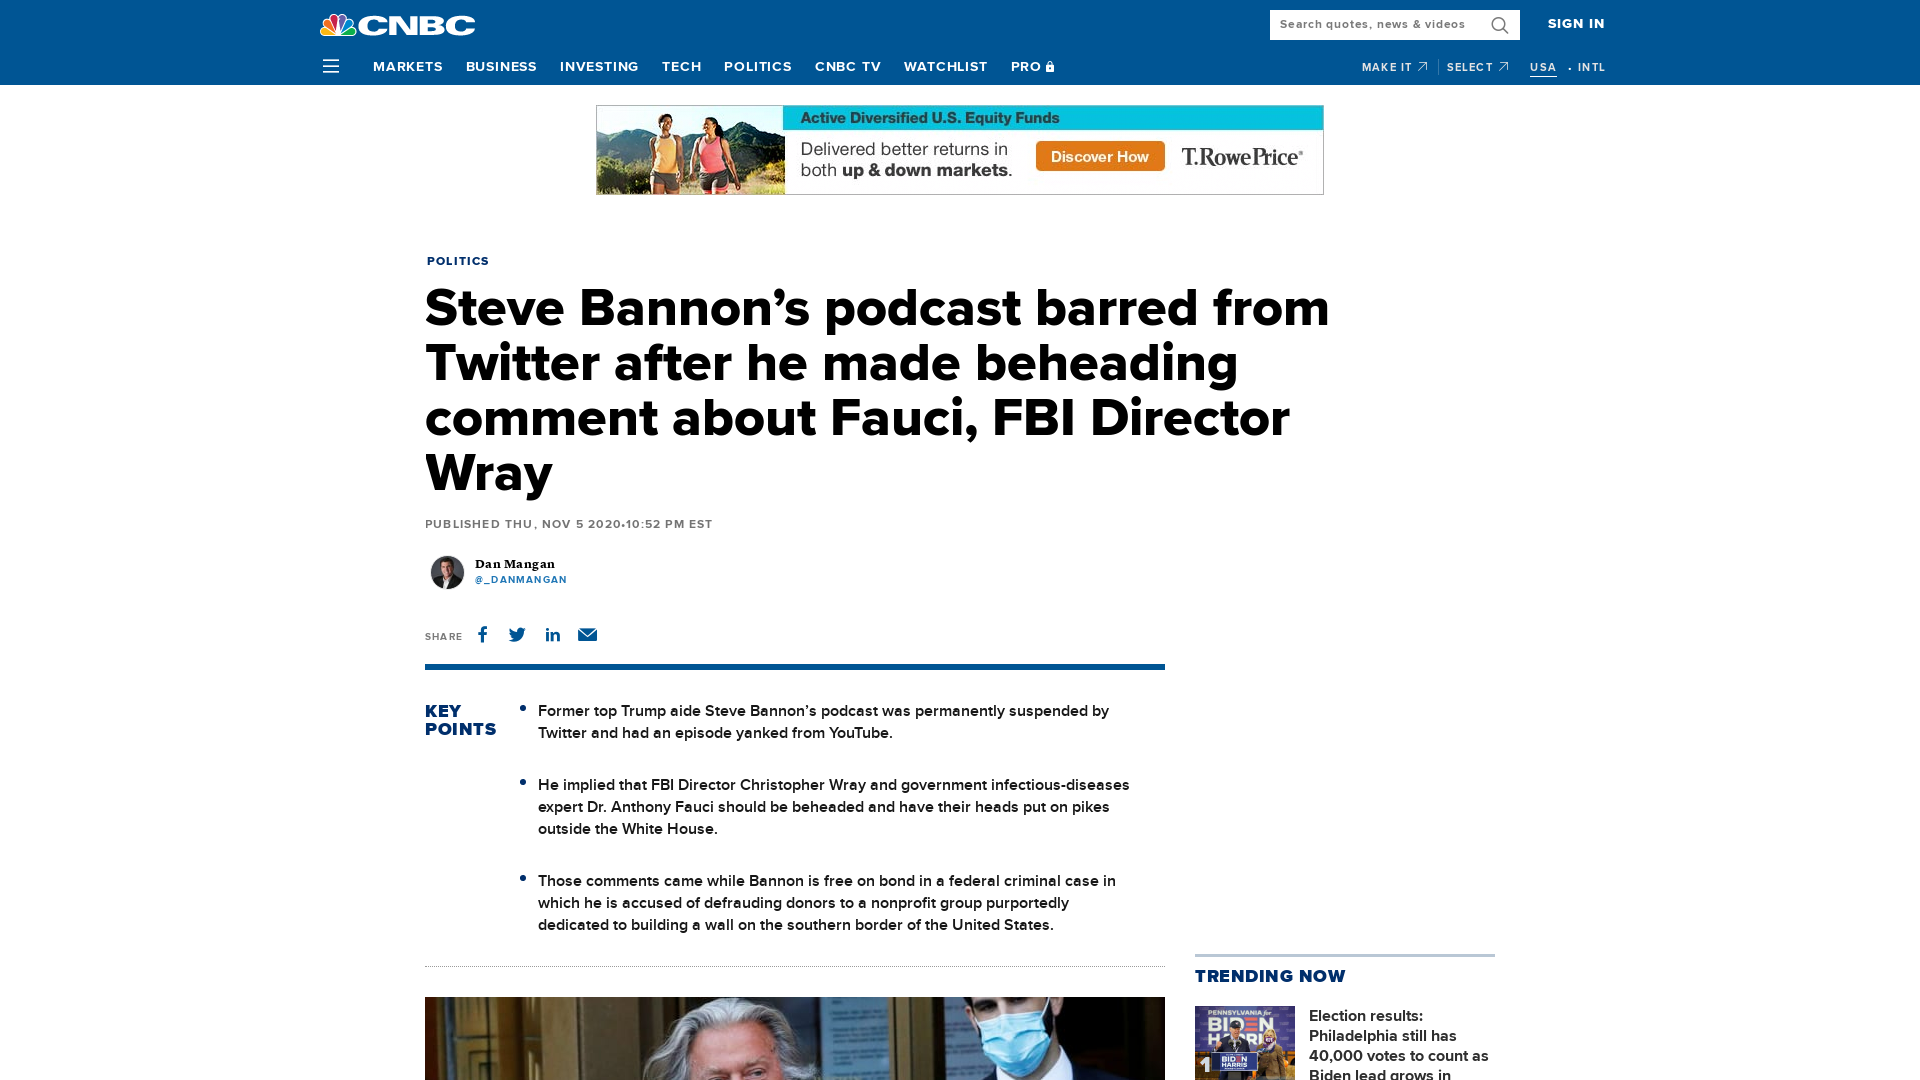 CNBC
Search quotes, news & videos
SIGN IN
MARKETS BUSINESS INVESTING TECH POLITICS CNBC TV WATCHLIST PRO
MAKE IT SELECT USA • INTL
Active Diversified U.S. Equity Funds
Delivered better returns in
both up & down markets.
Discover How
T.RowePrice®
POLITICS
Steve Bannon’s podcast barred from
Twitter after he made beheading
comment about Fauci, FBI Director
Wray
PUBLISHED THU, NOV 5 2020•10:52 PM EST
Dan Mangan
@_DANMANGAN
SHARE
KEY
POINTS
Former top Trump aide Steve Bannon’s podcast was permanently suspended by
Twitter and had an episode yanked from YouTube.
He implied that FBI Director Christopher Wray and government infectious-diseases
expert Dr. Anthony Fauci should be beheaded and have their heads put on pikes
outside the White House.
Those comments came while Bannon is free on bond in a federal criminal case in
which he is accused of defrauding donors to a nonprofit group purportedly
dedicated to building a wall on the southern border of the United States.
TRENDING NOW
PENNSYLVANIA for
BIDEN
HARRIS
BIDEN
HARRIS
1
Election results:
Philadelphia still has
40,000 votes to count as
Biden lead grows in